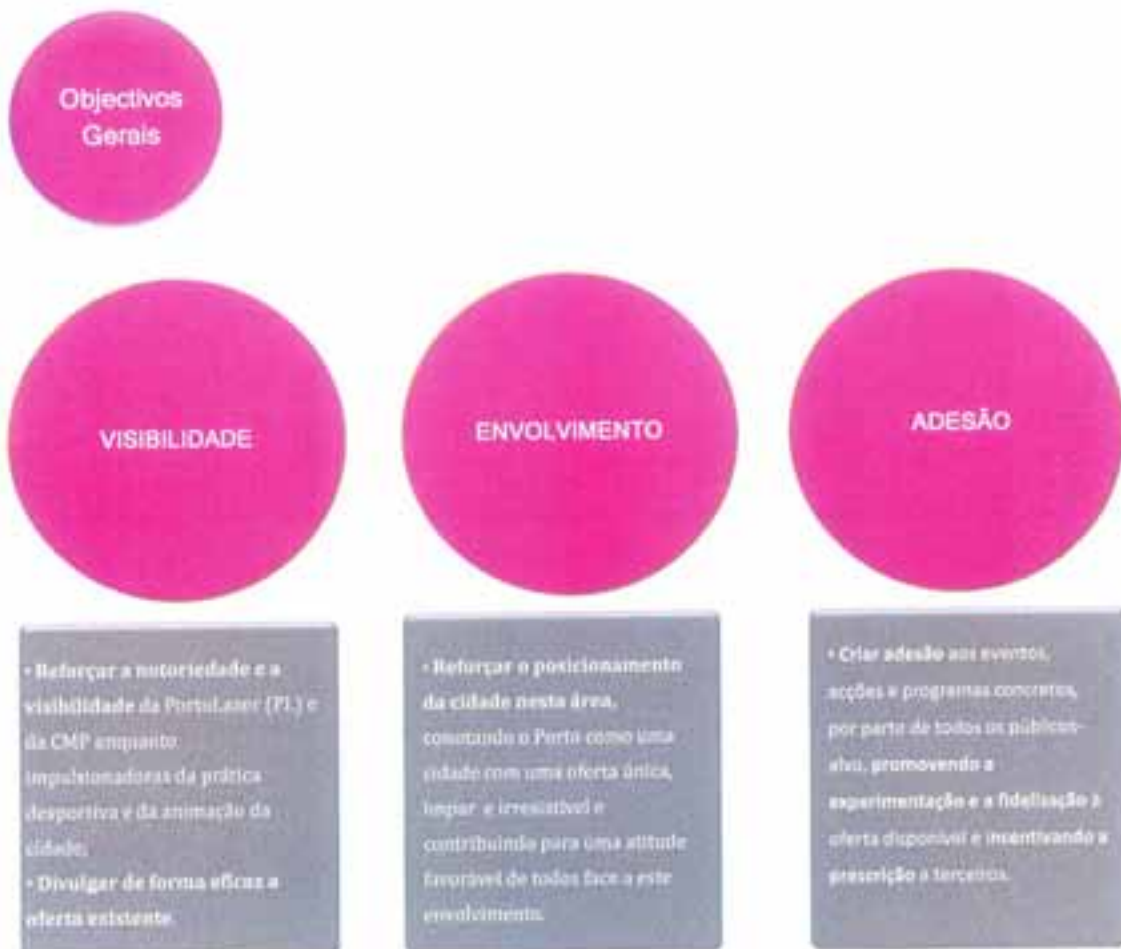 Objectivos
Gerais
VISIBILIDADE
ENVOLVIMENTO
ADESÃO
• Reforçar a notoriedade e a
visibilidade da PortoLazer (PL) e
da CMP enquanto
impulsionadoras da prática
desportiva e da animação da
cidade;
• Divulgar de forma eficaz a
oferta existente.
• Reforçar o posicionamento
da cidade nesta área,
conotando o Porto como uma
cidade com uma oferta única,
ímpar e irresistível e
contribuindo para uma atitude
favorável de todos face a este
envolvimento.
• Criar adesão aos eventos,
acções e programas concretos,
por parte de todos os públicos-
alvo, promovendo a
experimentação e a fidelização à
oferta disponível e incentivando a
prescrição a terceiros.